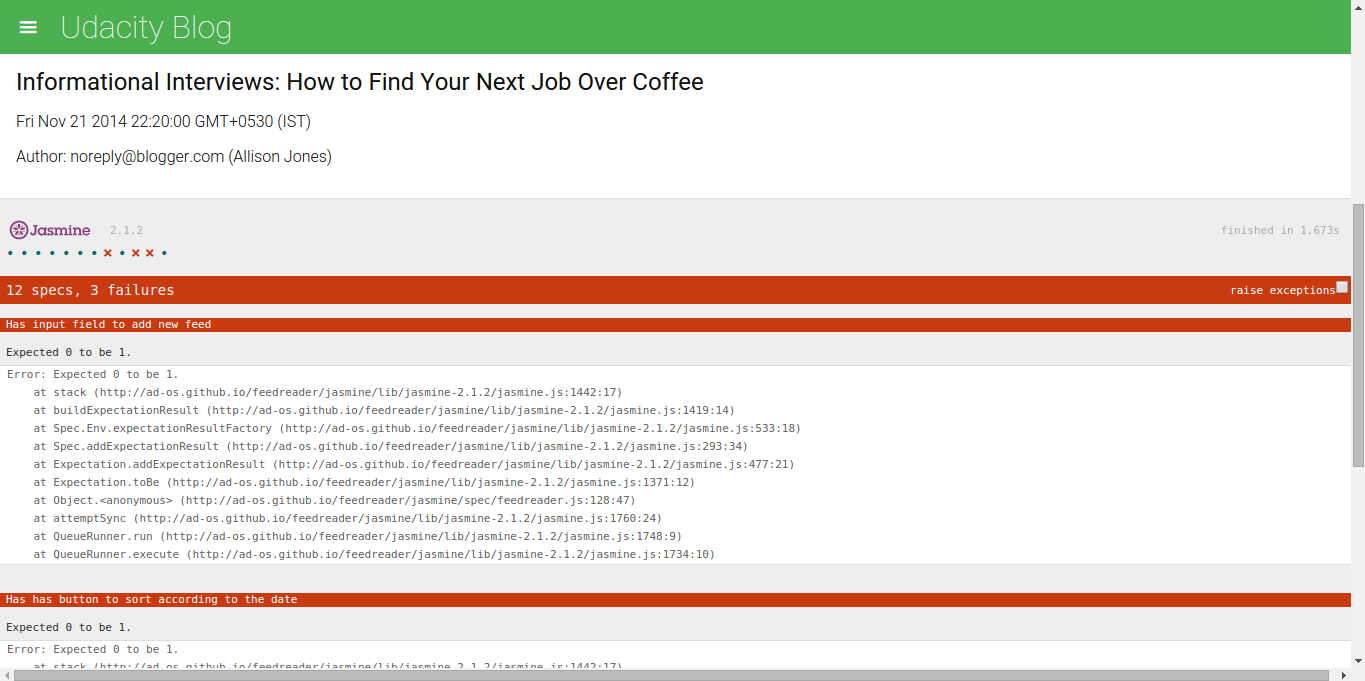 Udacity Blog
Informational Interviews: How to Find Your Next Job Over Coffee
Fri Nov 21 2014 22:20:00 GMT+0530 (IST)
Author: noreply@blogger.com (Allison Jones)
Jasmine 2.1.2 finished in 1.673s
• • • • • • • × • × × •
12 specs, 3 failures raise exceptions
Has input field to add new feed
Expected 0 to be 1.
Error: Expected 0 to be 1.
at stack (http://ad-os.github.io/feedreader/jasmine/lib/jasmine-2.1.2/jasmine.js:1442:17)
at buildExpectationResult (http://ad-os.github.io/feedreader/jasmine/lib/jasmine-2.1.2/jasmine.js:1419:14)
at Spec.Env.expectationResultFactory (http://ad-os.github.io/feedreader/jasmine/lib/jasmine-2.1.2/jasmine.js:533:18)
at Spec.addExpectationResult (http://ad-os.github.io/feedreader/jasmine/lib/jasmine-2.1.2/jasmine.js:293:34)
at Expectation.addExpectationResult (http://ad-os.github.io/feedreader/jasmine/lib/jasmine-2.1.2/jasmine.js:477:21)
at Expectation.toBe (http://ad-os.github.io/feedreader/jasmine/lib/jasmine-2.1.2/jasmine.js:1371:12)
at Object.<anonymous> (http://ad-os.github.io/feedreader/jasmine/spec/feedreader.js:128:47)
at attemptSync (http://ad-os.github.io/feedreader/jasmine/lib/jasmine-2.1.2/jasmine.js:1760:24)
at QueueRunner.run (http://ad-os.github.io/feedreader/jasmine/lib/jasmine-2.1.2/jasmine.js:1748:9)
at QueueRunner.execute (http://ad-os.github.io/feedreader/jasmine/lib/jasmine-2.1.2/jasmine.js:1734:10)
Has has button to sort according to the date
Expected 0 to be 1.
Error: Expected 0 to be 1.
at stack (http://ad-os.github.io/feedreader/jasmine/lib/jasmine-2.1.2/jasmine.js:1442:17)